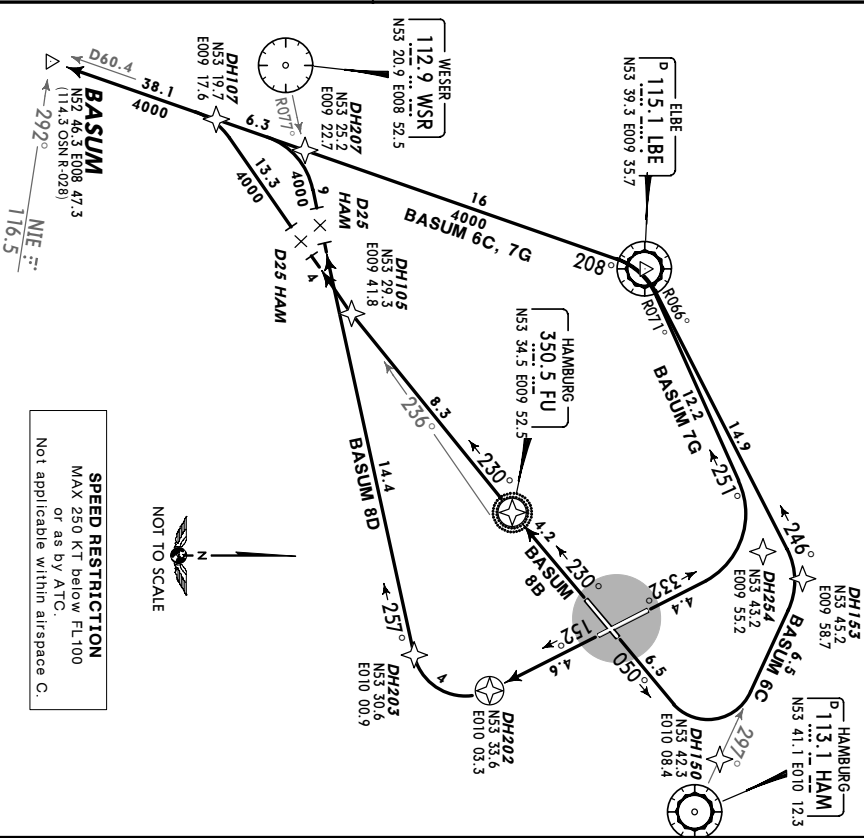 WESER
112.9 WSR
N53 20.9 E008 52.5
D
ELBE
115.1 LBE
N53 39.3 E009 35.7
HAMBURG
350.5 FU
N53 34.5 E009 52.5
D
HAMBURG
113.1 HAM
N53 41.1 E010 12.3
DH153
N53 45.2
E009 58.7
DH254
N53 43.2
E009 55.2
DH150
N53 42.3
E010 08.4
DH202
N53 33.6
E010 03.3
DH203
N53 30.6
E010 00.9
DH105
N53 29.3
E009 41.8
DH207
N53 25.2
E009 22.7
DH107
N53 19.7
E009 17.6
BASUM
N52 46.3 E008 47.3
(114.3 OSN R-028)
NIE
116.5
292°
D60.4
38.1
4000
6.3
R077°
13.3
4000
9
4000
D25
HAM
D25 HAM
4
16
4000
BASUM 6C, 7G
208°
R066°
R071°
12.2
BASUM 7G
251°
14.9
246°
BASUM 6C
6.5
297°
050°
6.5
332°
4.4
152°
4.6
230°
BASUM
8B
4.2
230°
8.3
236°
14.4
BASUM 8D
257°
4
N
NOT TO SCALE
SPEED RESTRICTION
MAX 250 KT below FL100
or as by ATC.
Not applicable within airspace C.